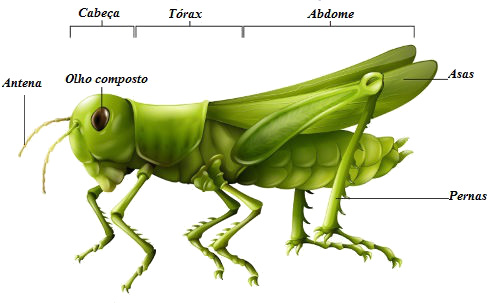 Cabeça
Tórax
Abdome
Antena
Olho composto
Asas
Pernas